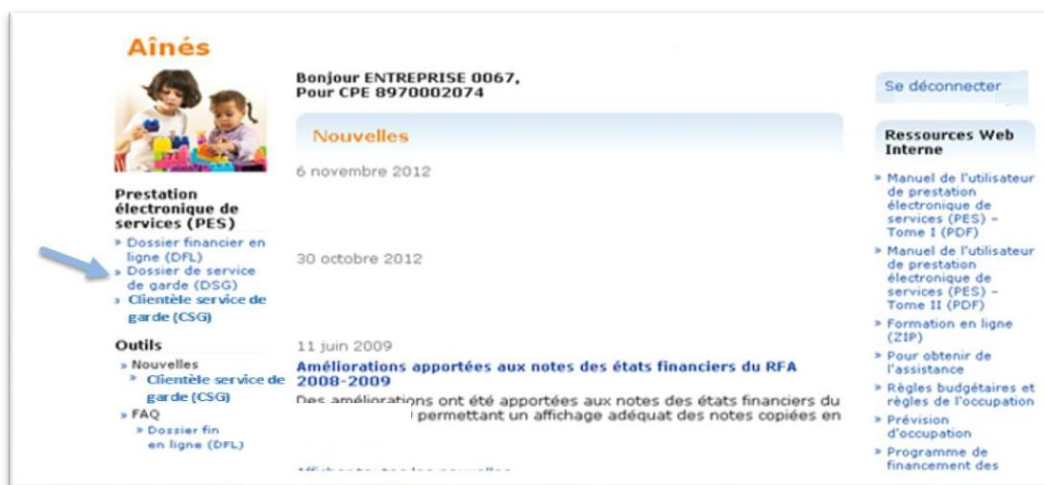 Aînés
Prestation
électronique de
services (PES)
» Dossier financier en
ligne (DFL)
» Dossier de service
de garde (DSG)
» Clientèle service de
garde (CSG)
Outils
» Nouvelles
» Clientèle service de
garde (CSG)
» FAQ
» Dossier fin
en ligne (DFL)
Bonjour ENTREPRISE 0067,
Pour CPE 8970002074
Nouvelles
6 novembre 2012
30 octobre 2012
11 juin 2009
Améliorations apportées aux notes des états financiers du RFA
2008-2009
Des améliorations ont été apportées aux notes des états financiers du
permettant un affichage adéquat des notes copiées en
Afficher toutes les nouvelles
Se déconnecter
Ressources Web
Interne
» Manuel de l'utilisateur
de prestation
électronique de
services (PES) –
Tome I (PDF)
» Manuel de l'utilisateur
de prestation
électronique de
services (PES) –
Tome II (PDF)
» Formation en ligne
(ZIP)
» Pour obtenir de
l'assistance
» Règles budgétaires et
règles de l'occupation
» Prévision
d'occupation
» Programme de
financement des